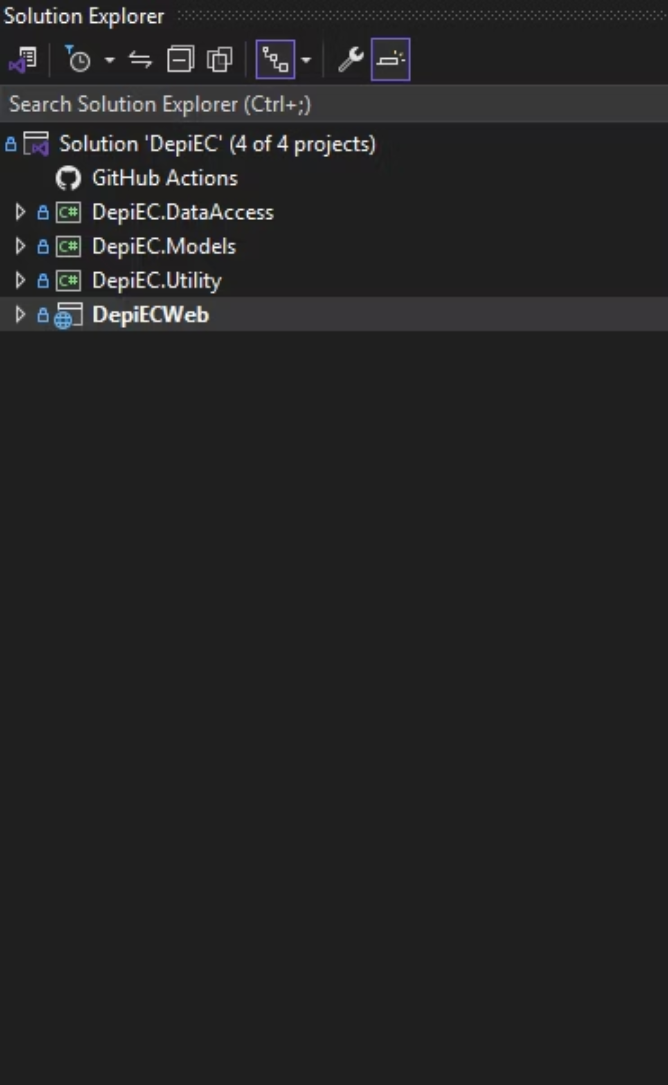 Solution Explorer
Search Solution Explorer (Ctrl+;)
Solution 'DepiEC' (4 of 4 projects)
GitHub Actions
C# DepiEC.DataAccess
C# DepiEC.Models
C# DepiEC.Utility
DepiECWeb